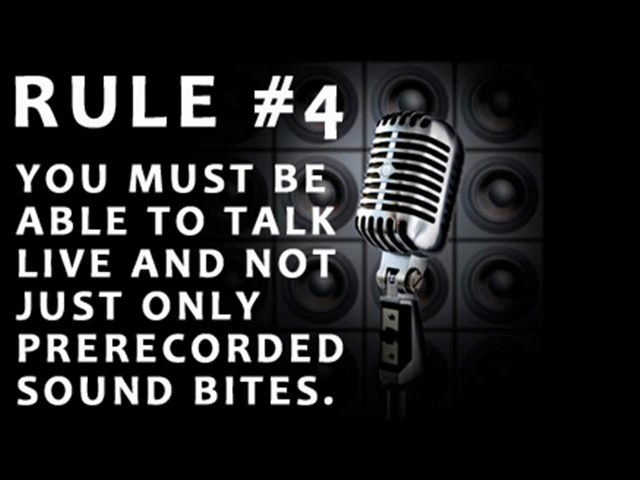 RULE #4
YOU MUST BE
ABLE TO TALK
LIVE AND NOT
JUST ONLY
PRERECORDED
SOUND BITES.